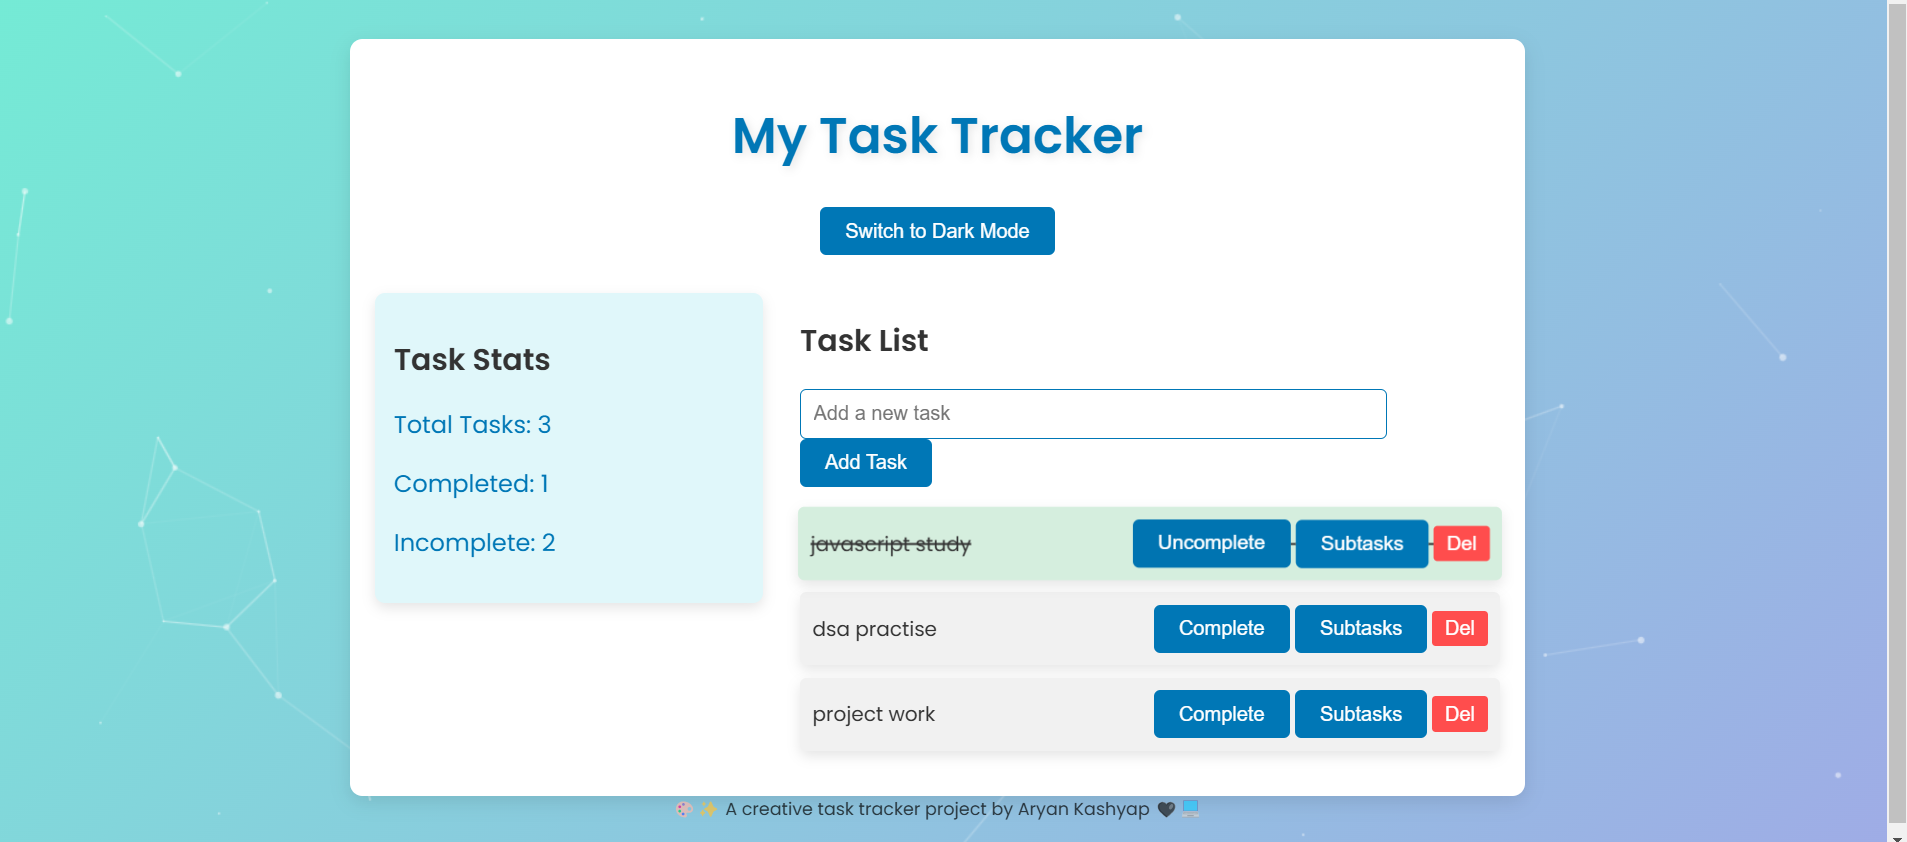 My Task Tracker
Switch to Dark Mode
Task Stats
Total Tasks: 3
Completed: 1
Incomplete: 2
Task List
Add a new task
Add Task
javascript study Uncomplete Subtasks Del
dsa practise Complete Subtasks Del
project work Complete Subtasks Del
🎨 ✨ A creative task tracker project by Aryan Kashyap 🖤 💻